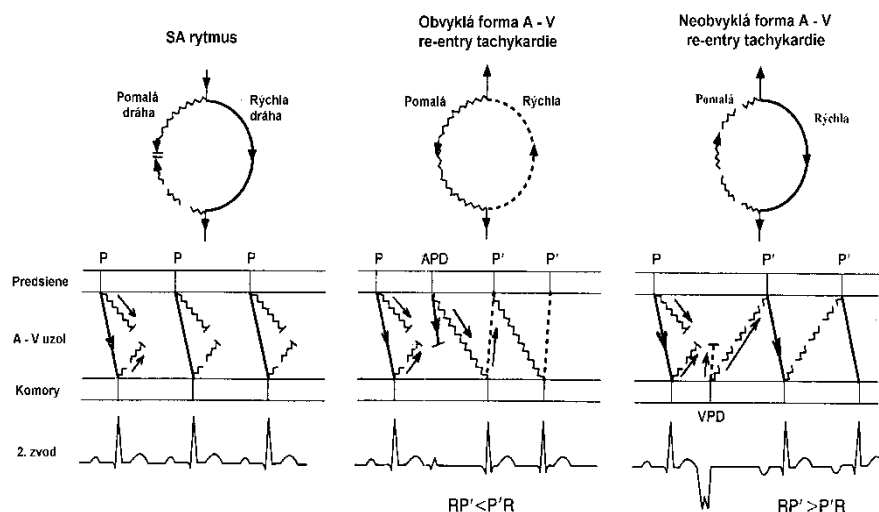 SA rytmus
Pomalá
dráha
Rýchla
dráha
Obvyklá forma A - V
re-entry tachykardie
Pomalá
Rýchla
Neobvyklá forma A - V
re-entry tachykardie
Pomalá
Rýchla
P P P
P APD P' P'
P P' P'
Predsiene
A - V uzol
Komory
VPD
2. zvod
RP'<P'R
RP'>P'R